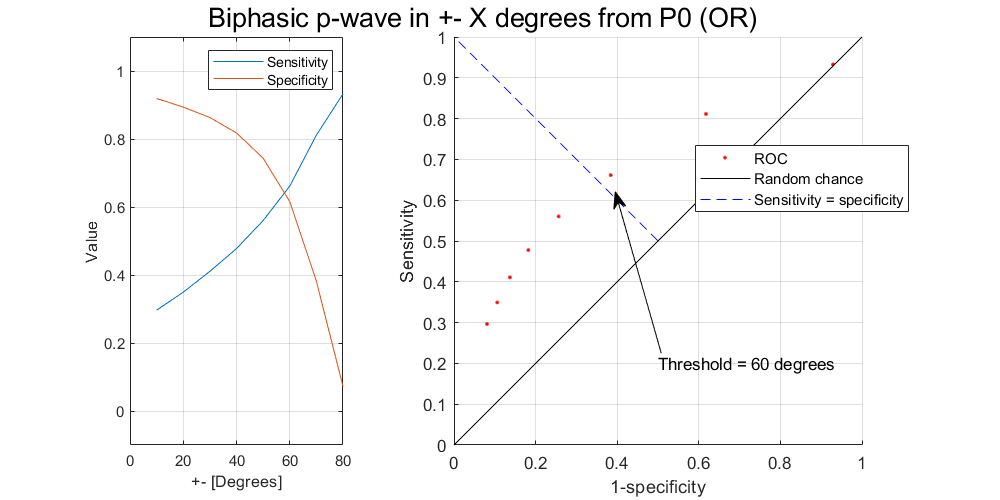 Biphasic p-wave in +- X degrees from P0 (OR)
Value
1
0.8
0.6
0.4
0.2
0
0 20 40 60 80
+- [Degrees]
Sensitivity
Specificity
Sensitivity
1
0.9
0.8
0.7
0.6
0.5
0.4
0.3
0.2
0.1
0
0 0.2 0.4 0.6 0.8 1
1-specificity
ROC
Random chance
Sensitivity = specificity
Threshold = 60 degrees